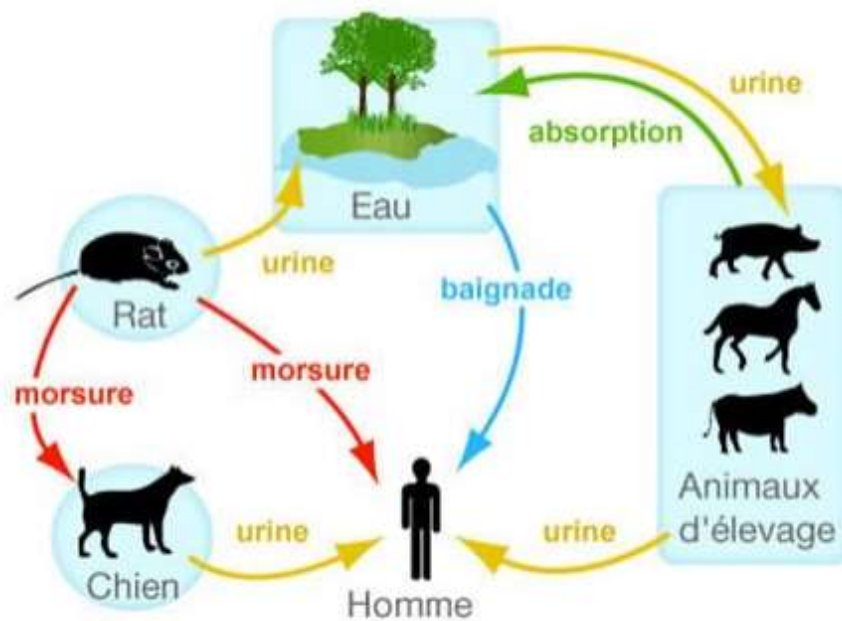 urine
absorption
Eau
urine
baignade
Rat
morsure
morsure
Animaux
d'élevage
urine
urine
Chien
Homme